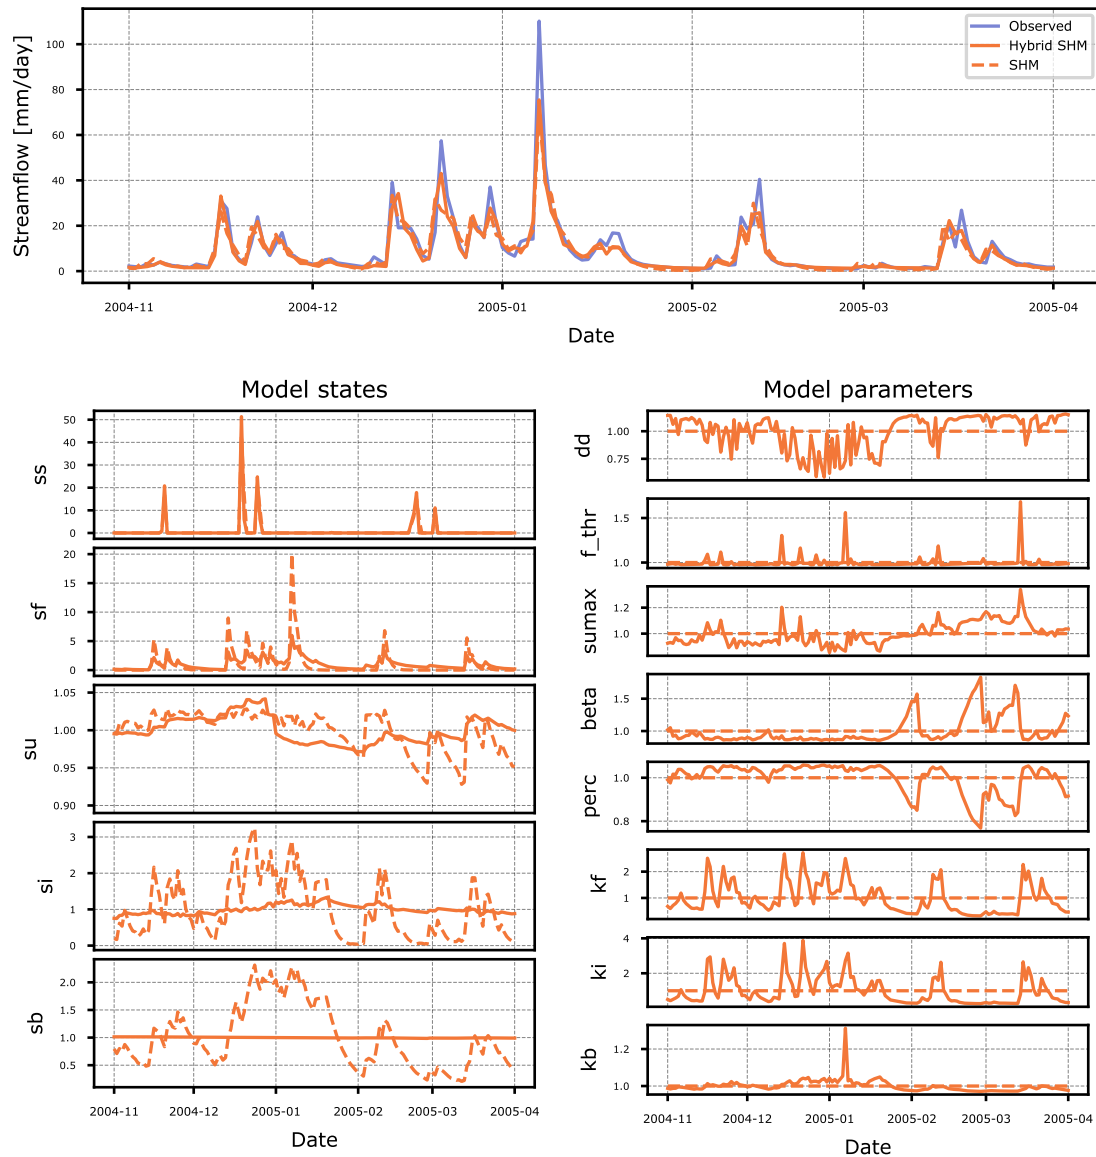 Streamflow [mm/day]
100
80
60
40
20
0
Observed
Hybrid SHM
SHM
2004-11
2004-12
2005-01
2005-02
2005-03
2005-04
Date
Model states
ss
50
40
30
20
10
0
sf
20
15
10
5
0
su
1.05
1.00
0.95
0.90
si
3
2
1
0
sb
2.0
1.5
1.0
0.5
2004-11
2004-12
2005-01
2005-02
2005-03
2005-04
Date
Model parameters
dd
1.00
0.75
f_thr
1.5
1.0
sumax
1.2
1.0
beta
1.5
1.0
perc
1.0
0.8
kf
2
1
ki
4
2
kb
1.2
1.0
2004-11
2004-12
2005-01
2005-02
2005-03
2005-04
Date